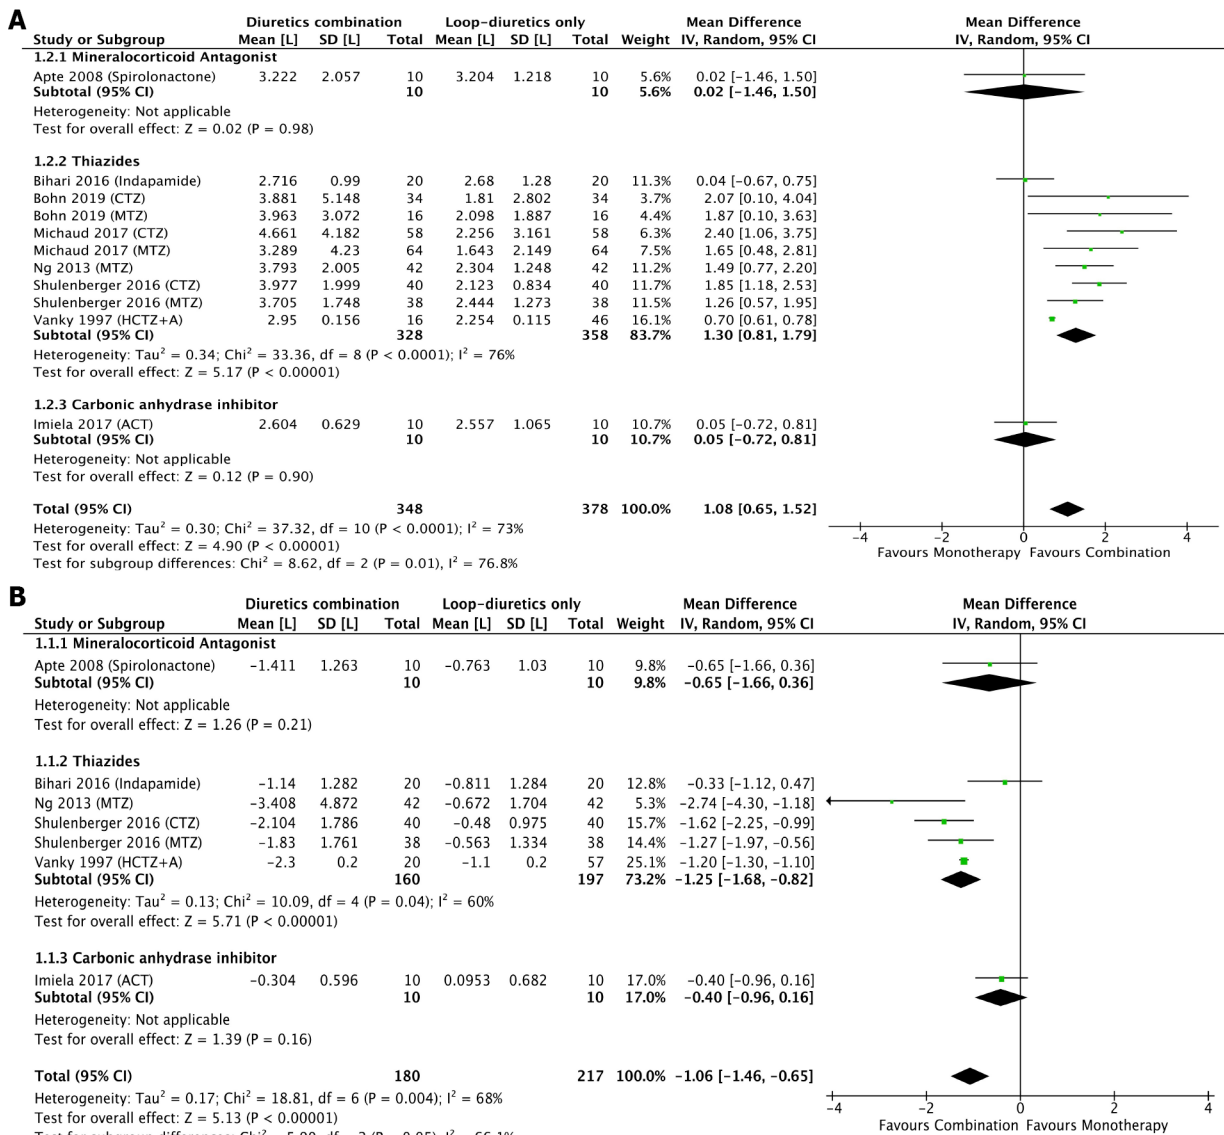 A
Diuretics combination Loop-diuretics only Mean Difference Mean Difference
Study or Subgroup Mean [L] SD [L] Total Mean [L] SD [L] Total Weight IV, Random, 95% CI IV, Random, 95% CI
1.2.1 Mineralocorticoid Antagonist
Apte 2008 (Spirolonactone) 3.222 2.057 10 3.204 1.218 10 5.6% 0.02 [-1.46, 1.50]
Subtotal (95% CI) 10 10 5.6% 0.02 [-1.46, 1.50]
Heterogeneity: Not applicable
Test for overall effect: Z = 0.02 (P = 0.98)
1.2.2 Thiazides
Bihari 2016 (Indapamide) 2.716 0.99 20 2.68 1.28 20 11.3% 0.04 [-0.67, 0.75]
Bohn 2019 (CTZ) 3.881 5.148 34 1.81 2.802 34 3.7% 2.07 [0.10, 4.04]
Bohn 2019 (MTZ) 3.963 3.072 16 2.098 1.887 16 4.4% 1.87 [0.10, 3.63]
Michaud 2017 (CTZ) 4.661 4.182 58 2.256 3.161 58 6.3% 2.40 [1.06, 3.75]
Michaud 2017 (MTZ) 3.289 4.23 64 1.643 2.149 64 7.5% 1.65 [0.48, 2.81]
Ng 2013 (MTZ) 3.793 2.005 42 2.304 1.248 42 11.2% 1.49 [0.77, 2.20]
Shulenberger 2016 (CTZ) 3.977 1.999 40 2.123 0.834 40 11.7% 1.85 [1.18, 2.53]
Shulenberger 2016 (MTZ) 3.705 1.748 38 2.444 1.273 38 11.5% 1.26 [0.57, 1.95]
Vanky 1997 (HCTZ+A) 2.95 0.156 16 2.254 0.115 46 16.1% 0.70 [0.61, 0.78]
Subtotal (95% CI) 328 358 83.7% 1.30 [0.81, 1.79]
Heterogeneity: Tau² = 0.34; Chi² = 33.36, df = 8 (P < 0.0001); I² = 76%
Test for overall effect: Z = 5.17 (P < 0.00001)
1.2.3 Carbonic anhydrase inhibitor
Imiela 2017 (ACT) 2.604 0.629 10 2.557 1.065 10 10.7% 0.05 [-0.72, 0.81]
Subtotal (95% CI) 10 10 10.7% 0.05 [-0.72, 0.81]
Heterogeneity: Not applicable
Test for overall effect: Z = 0.12 (P = 0.90)
Total (95% CI) 348 378 100.0% 1.08 [0.65, 1.52]
Heterogeneity: Tau² = 0.30; Chi² = 37.32, df = 10 (P < 0.0001); I² = 73%
Test for overall effect: Z = 4.90 (P < 0.00001)
Test for subgroup differences: Chi² = 8.62, df = 2 (P = 0.01), I² = 76.8%
-4 -2 0 2 4
Favours Monotherapy Favours Combination
B
Diuretics combination Loop-diuretics only Mean Difference Mean Difference
Study or Subgroup Mean [L] SD [L] Total Mean [L] SD [L] Total Weight IV, Random, 95% CI IV, Random, 95% CI
1.1.1 Mineralocorticoid Antagonist
Apte 2008 (Spirolonactone) -1.411 1.263 10 -0.763 1.03 10 9.8% -0.65 [-1.66, 0.36]
Subtotal (95% CI) 10 10 9.8% -0.65 [-1.66, 0.36]
Heterogeneity: Not applicable
Test for overall effect: Z = 1.26 (P = 0.21)
1.1.2 Thiazides
Bihari 2016 (Indapamide) -1.14 1.282 20 -0.811 1.284 20 12.8% -0.33 [-1.12, 0.47]
Ng 2013 (MTZ) -3.408 4.872 42 -0.672 1.704 42 5.3% -2.74 [-4.30, -1.18]
Shulenberger 2016 (CTZ) -2.104 1.786 40 -0.48 0.975 40 15.7% -1.62 [-2.25, -0.99]
Shulenberger 2016 (MTZ) -1.83 1.761 38 -0.563 1.334 38 14.4% -1.27 [-1.97, -0.56]
Vanky 1997 (HCTZ+A) -2.3 0.2 20 -1.1 0.2 57 25.1% -1.20 [-1.30, -1.10]
Subtotal (95% CI) 160 197 73.2% -1.25 [-1.68, -0.82]
Heterogeneity: Tau² = 0.13; Chi² = 10.09, df = 4 (P = 0.04); I² = 60%
Test for overall effect: Z = 5.71 (P < 0.00001)
1.1.3 Carbonic anhydrase inhibitor
Imiela 2017 (ACT) -0.304 0.596 10 0.0953 0.682 10 17.0% -0.40 [-0.96, 0.16]
Subtotal (95% CI) 10 10 17.0% -0.40 [-0.96, 0.16]
Heterogeneity: Not applicable
Test for overall effect: Z = 1.39 (P = 0.16)
Total (95% CI) 180 217 100.0% -1.06 [-1.46, -0.65]
Heterogeneity: Tau² = 0.17; Chi² = 18.81, df = 6 (P = 0.004); I² = 68%
Test for overall effect: Z = 5.13 (P < 0.00001)
-4 -2 0 2 4
Favours Combination Favours Monotherapy